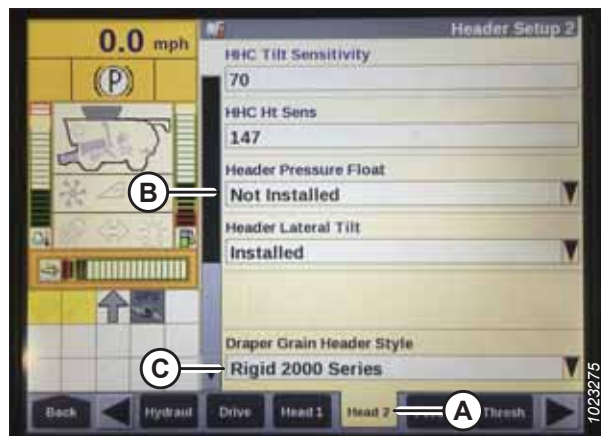 0.0 mph
Header Setup 2
HHC Tilt Sensitivity
70
(P)
HHC Ht Sens
147
Header Pressure Float
B
Not Installed
Header Lateral Tilt
Installed
Draper Grain Header Style
C
Rigid 2000 Series
Back
Hydraul
Drive
Head 1
Head 2
A
Thresh
1023275